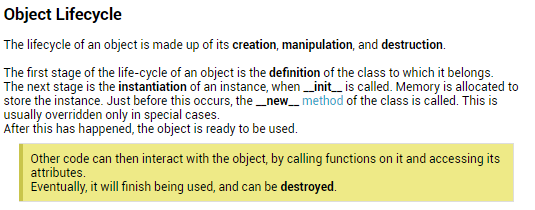 Object Lifecycle
The lifecycle of an object is made up of its creation, manipulation, and destruction.
The first stage of the life-cycle of an object is the definition of the class to which it belongs.
The next stage is the instantiation of an instance, when __init__ is called. Memory is allocated to
store the instance. Just before this occurs, the __new__ method of the class is called. This is
usually overridden only in special cases.
After this has happened, the object is ready to be used.
Other code can then interact with the object, by calling functions on it and accessing its
attributes.
Eventually, it will finish being used, and can be destroyed.